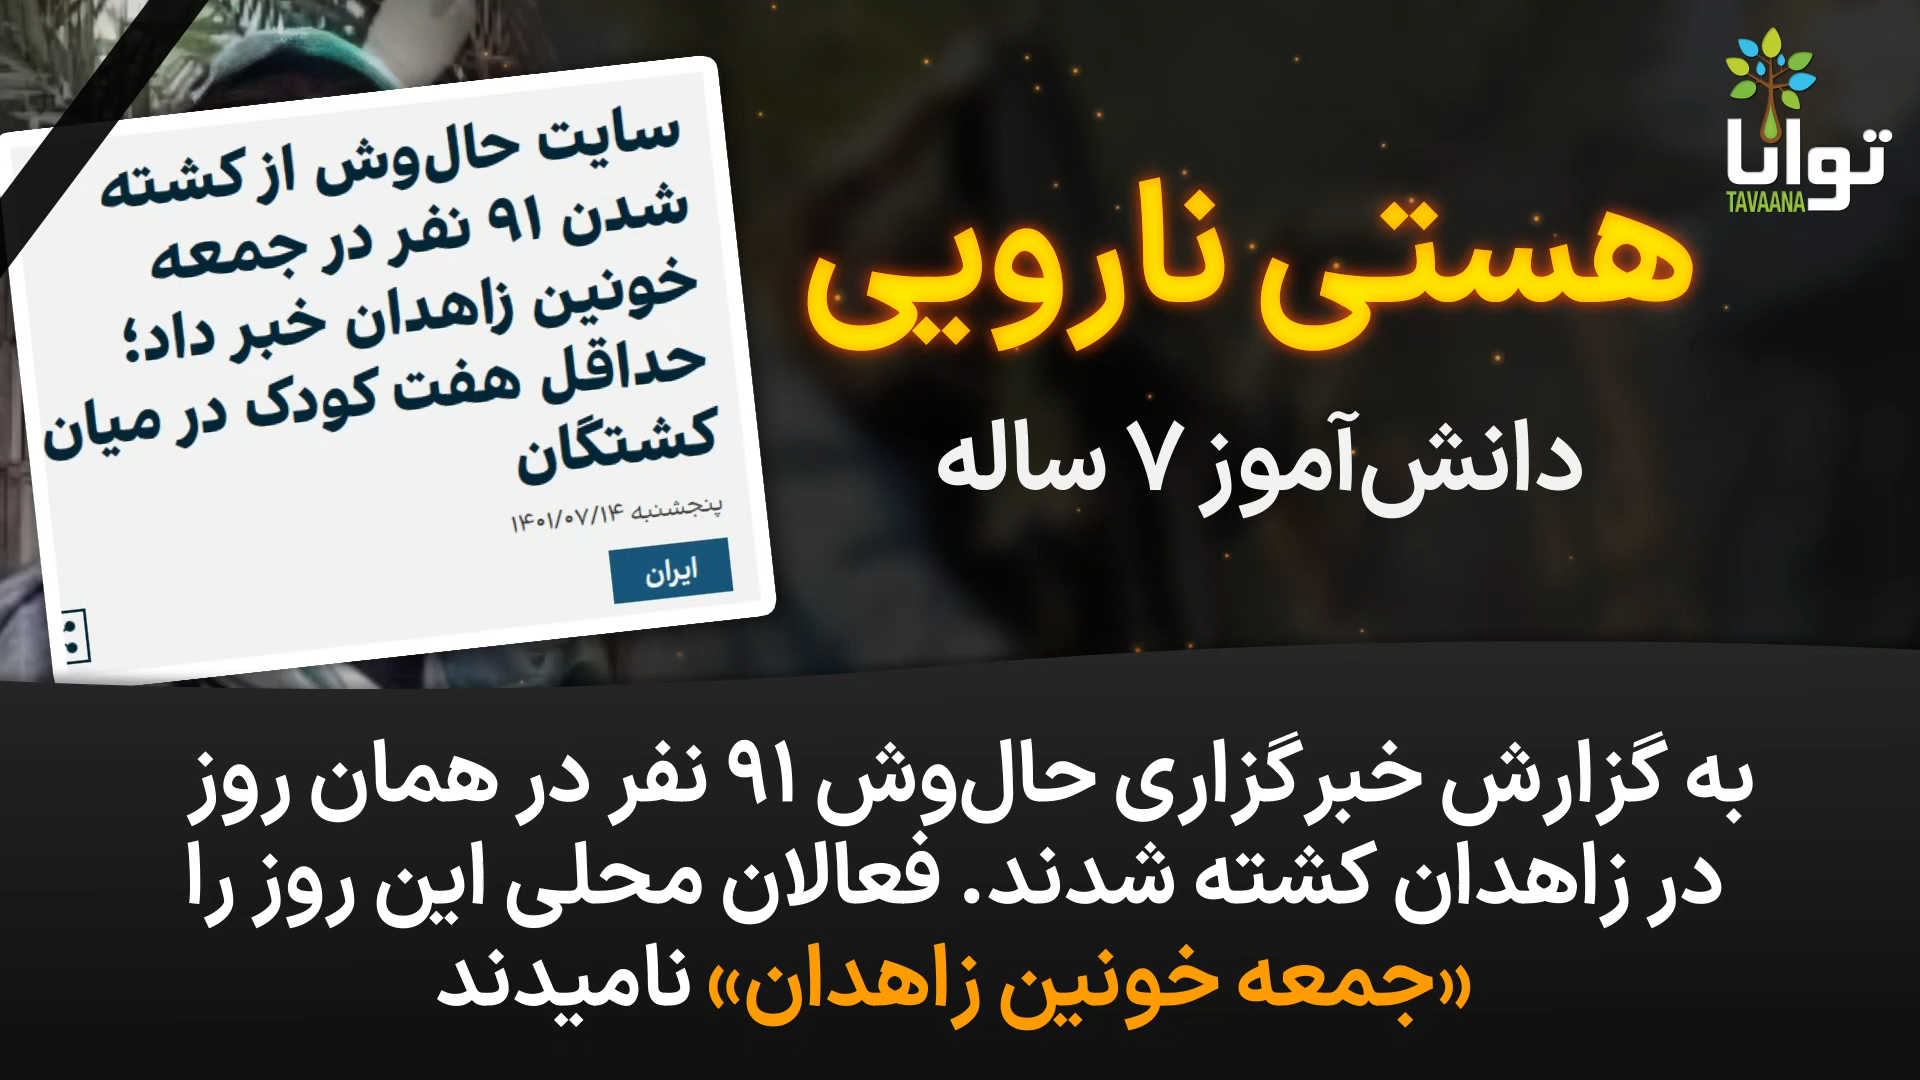 توانا
TAVAANA
هستی نارویی
دانش‌آموز ۷ ساله
سایت حال‌وش از کشته
شدن ۹۱ نفر در جمعه
خونین زاهدان خبر داد؛
حداقل هفت کودک در میان
کشتگان
پنجشنبه ۱۴۰۱/۰۷/۱۴
ایران
به گزارش خبرگزاری حال‌وش ۹۱ نفر در همان روز
در زاهدان کشته شدند. فعالان محلی این روز را
«جمعه خونین زاهدان» نامیدند